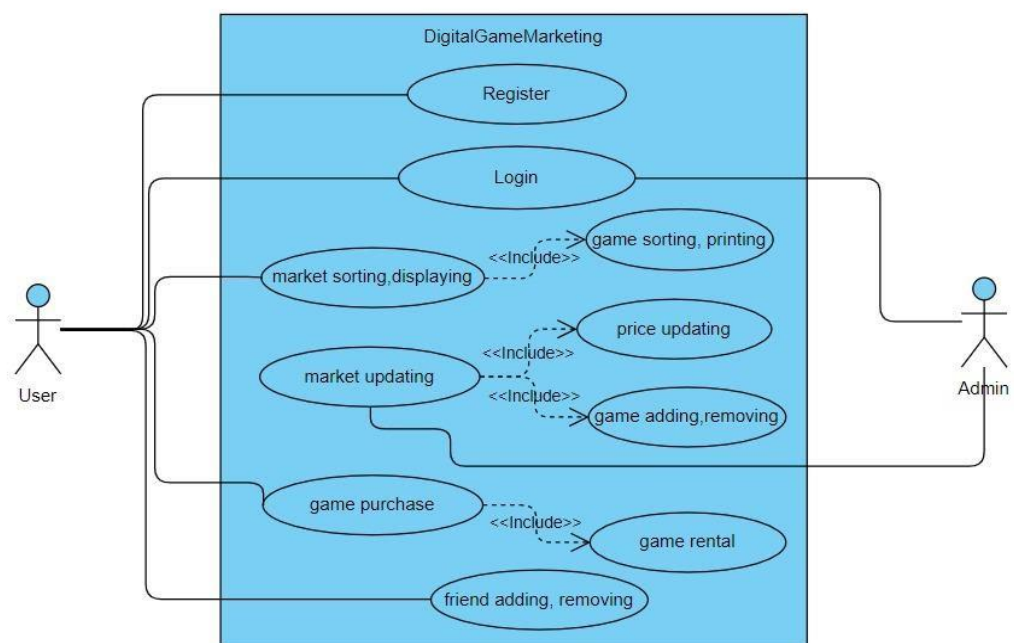 DigitalGameMarketing
Register
Login
game sorting, printing
<<Include>>
market sorting,displaying
price updating
<<Include>>
market updating
<<Include>>
game adding,removing
User
Admin
game purchase
<<Include>>
game rental
friend adding, removing